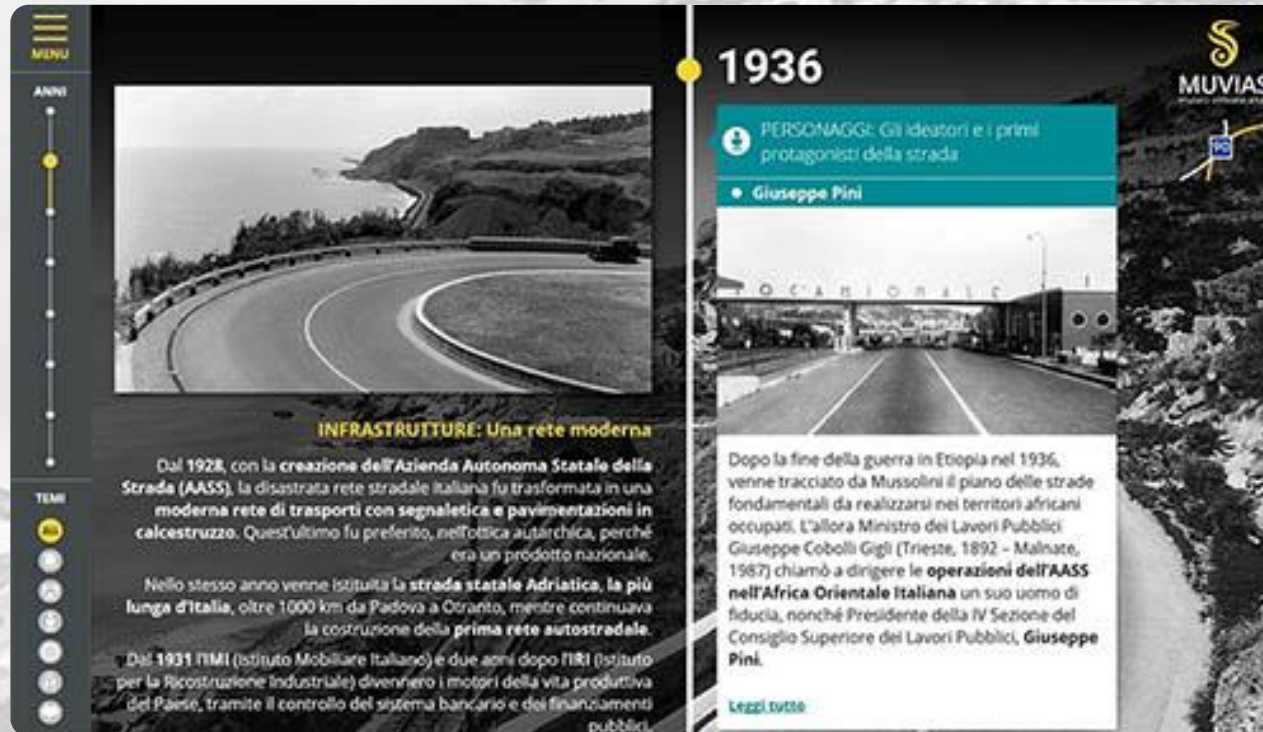 MENU
ANNI
TEMI
INFRASTRUTTURE: Una rete moderna
Dal 1928, con la creazione dell'Azienda Autonoma Statale della
Strada (AASS), la disastrata rete stradale italiana fu trasformata in una
moderna rete di trasporti con segnaletica e pavimentazioni in
calcestruzzo. Quest'ultimo fu preferito, nell'ottica autarchica, perché
era un prodotto nazionale.
Nello stesso anno venne istituita la strada statale Adriatica, la più
lunga d'Italia, oltre 1000 km da Padova a Otranto, mentre continuava
la costruzione della prima rete autostradale.
Dal 1931 l'IMI (Istituto Mobiliare Italiano) e due anni dopo l'IRI (Istituto
per la Ricostruzione Industriale) divennero i motori della vita produttiva
del Paese, tramite il controllo del sistema bancario e dei finanziamenti
pubblici.
1936
PERSONAGGI: Gli ideatori e i primi
protagonisti della strada
Giuseppe Pini
OCAMIONALE
Dopo la fine della guerra in Etiopia nel 1936,
venne tracciato da Mussolini il piano delle strade
fondamentali da realizzarsi nei territori africani
occupati. L'allora Ministro dei Lavori Pubblici
Giuseppe Cobolli Gigli (Trieste, 1892 – Malnate,
1987) chiamò a dirigere le operazioni dell'AASS
nell'Africa Orientale Italiana un suo uomo di
fiducia, nonché Presidente della IV Sezione del
Consiglio Superiore dei Lavori Pubblici, Giuseppe
Pini.
Leggi tutto
MUVIAS
90